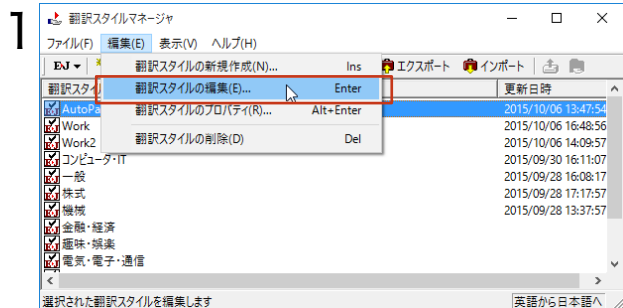 1
翻訳スタイルマネージャ
ファイル(F) 編集(E) 表示(V) ヘルプ(H)
EXJ エクスポート インポート
翻訳スタイルの新規作成(N)... Ins
翻訳スタイルの編集(E)... Enter
翻訳スタイルのプロパティ(R)... Alt+Enter
翻訳スタイルの削除(D) Del
翻訳スタイ 更新日時
AutoPa 2015/10/06 13:47:54
Work 2015/10/06 16:48:56
Work2 2015/10/06 14:09:57
コンピュータ・IT 2015/09/30 16:11:07
一般 2015/09/28 16:08:17
株式 2015/09/28 17:17:57
機械 2015/09/28 13:37:57
金融・経済
趣味・娯楽
電気・電子・通信
選択された翻訳スタイルを編集します 英語から日本語へ